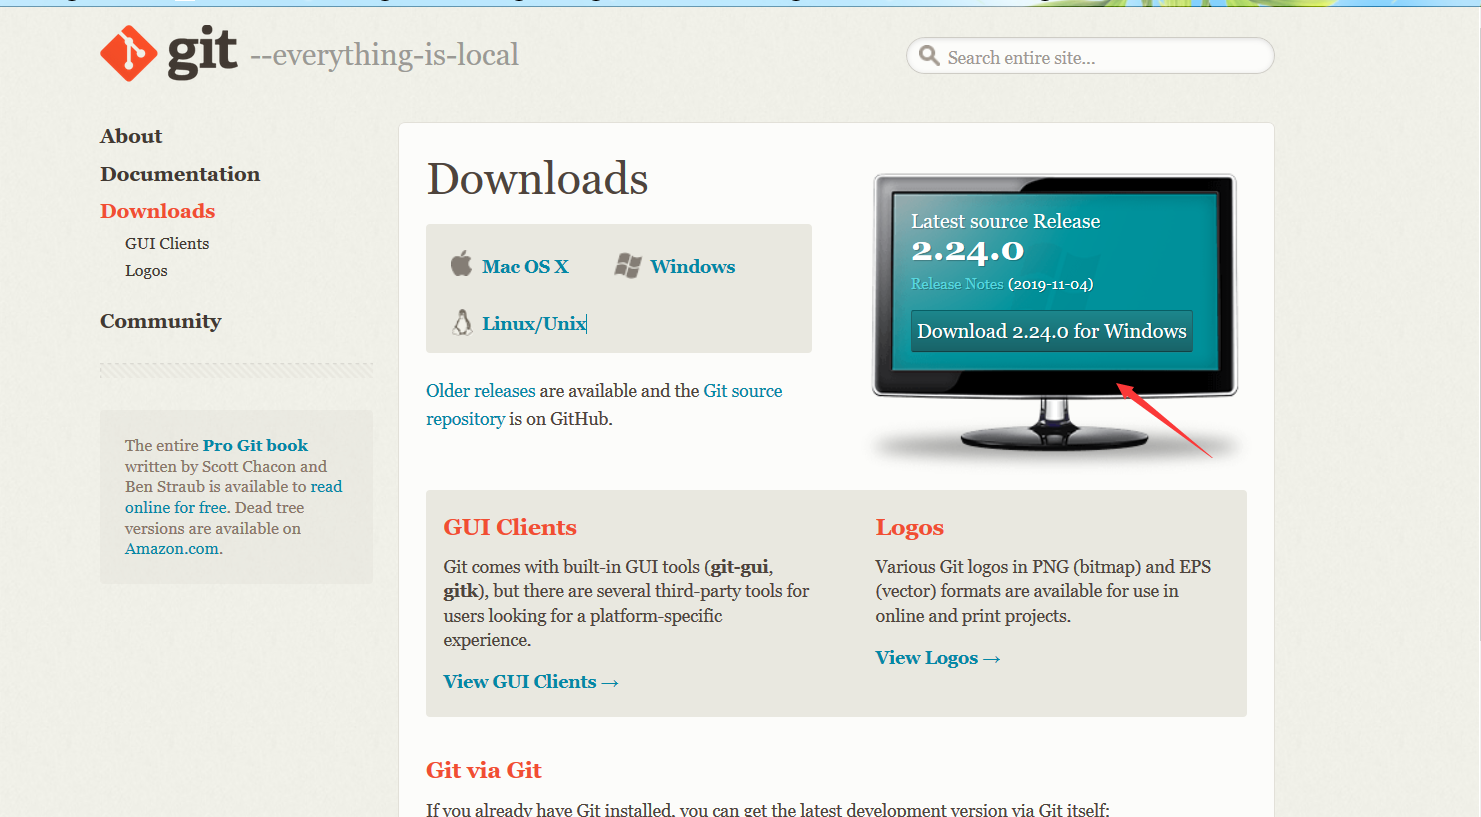 git --everything-is-local
Search entire site...
About
Documentation
Downloads
GUI Clients
Logos
Community
The entire Pro Git book
written by Scott Chacon and
Ben Straub is available to read
online for free. Dead tree
versions are available on
Amazon.com.
Downloads
Mac OS X
Windows
Linux/Unix
Older releases are available and the Git source
repository is on GitHub.
Latest source Release
2.24.0
Release Notes (2019-11-04)
Download 2.24.0 for Windows
GUI Clients
Git comes with built-in GUI tools (git-gui,
gitk), but there are several third-party tools for
users looking for a platform-specific
experience.
View GUI Clients →
Logos
Various Git logos in PNG (bitmap) and EPS
(vector) formats are available for use in
online and print projects.
View Logos →
Git via Git
If you already have Git installed, you can get the latest development version via Git itself: